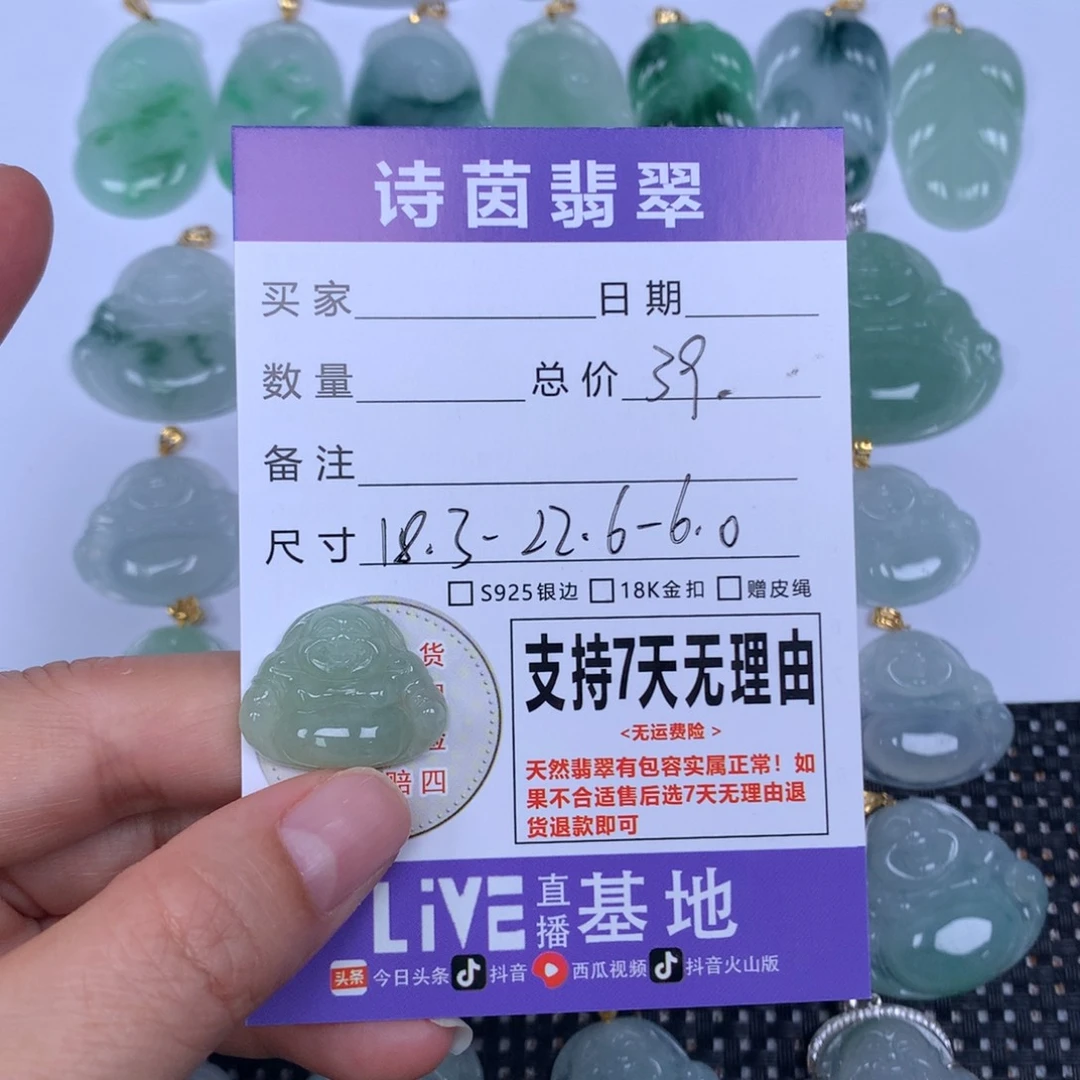 诗茵翡翠
买家 日期
数量 总价 39.
备注
尺寸 18.3-22.6-6.0
S925银边 18K金扣 赠皮绳
货
赔四
支持7天无理由
<无运费险>
天然翡翠有包容实属正常！如
果不合适售后选7天无理由退
货退款即可
LiVE直播基地
头条 今日头条 抖音 西瓜视频 抖音火山版